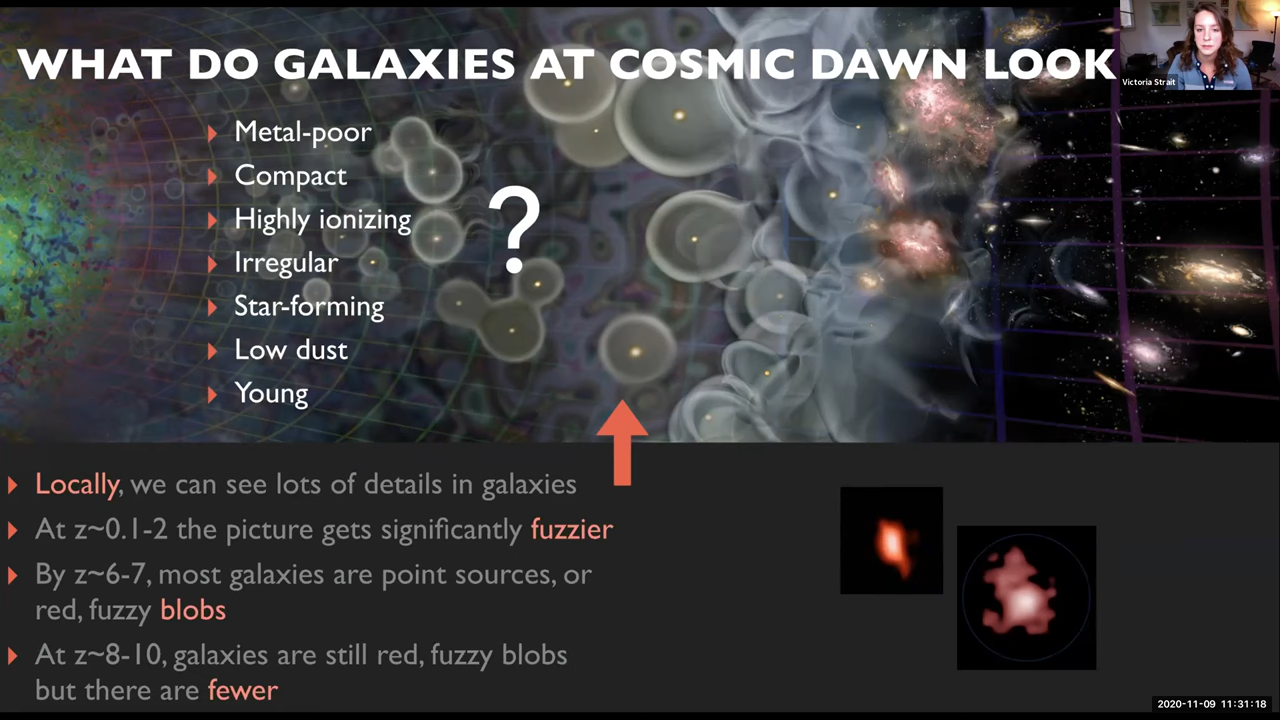 WHAT DO GALAXIES AT COSMIC DAWN LOOK
Victoria Strait
Metal-poor
Compact
Highly ionizing
Irregular
Star-forming
Low dust
Young
?
Locally, we can see lots of details in galaxies
At z~0.1-2 the picture gets significantly fuzzier
By z~6-7, most galaxies are point sources, or
red, fuzzy blobs
At z~8-10, galaxies are still red, fuzzy blobs
but there are fewer
2020-11-09 11:31:18